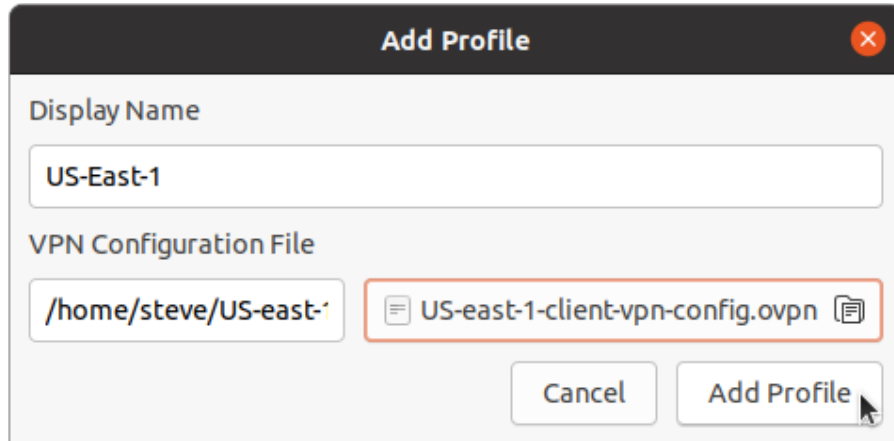 Add Profile
Display Name
US-East-1
VPN Configuration File
/home/steve/US-east- US-east-1-client-vpn-config.ovpn
Cancel Add Profile